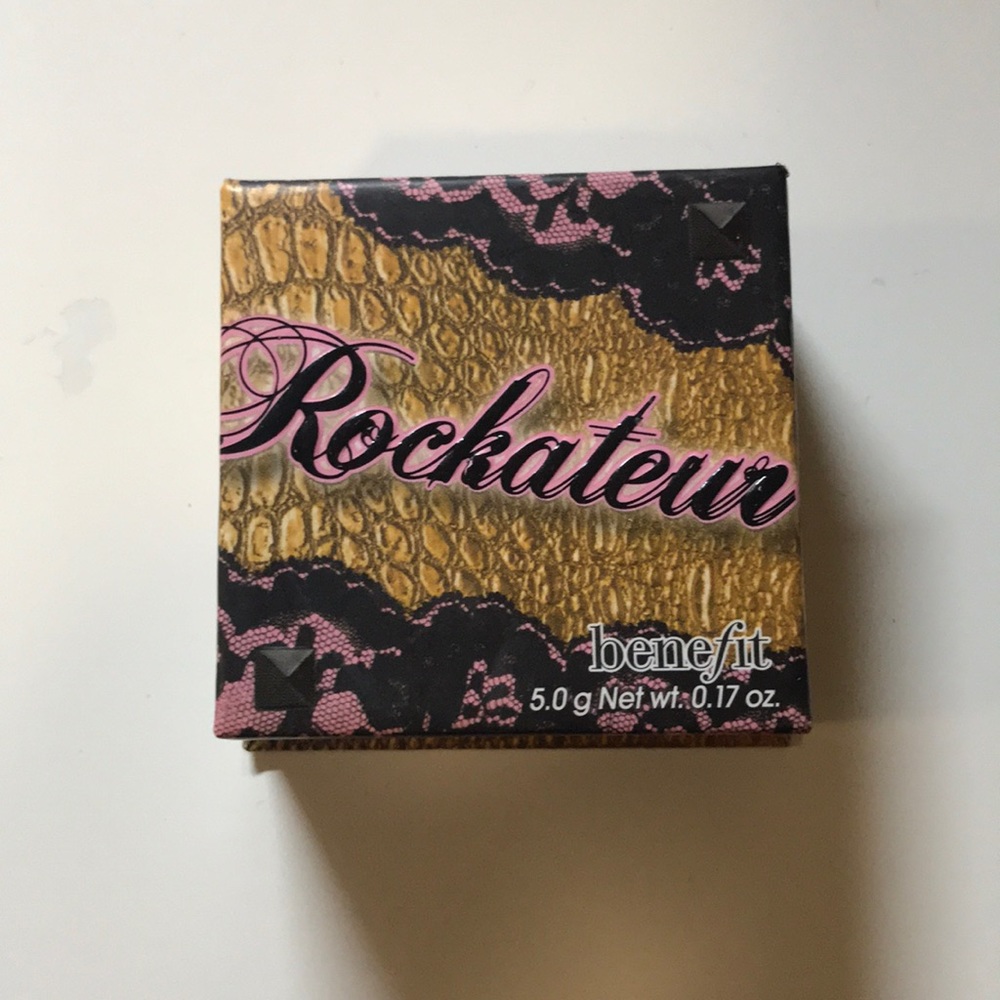 Rockateur
benefit
5.0 g Net wt. 0.17 oz.